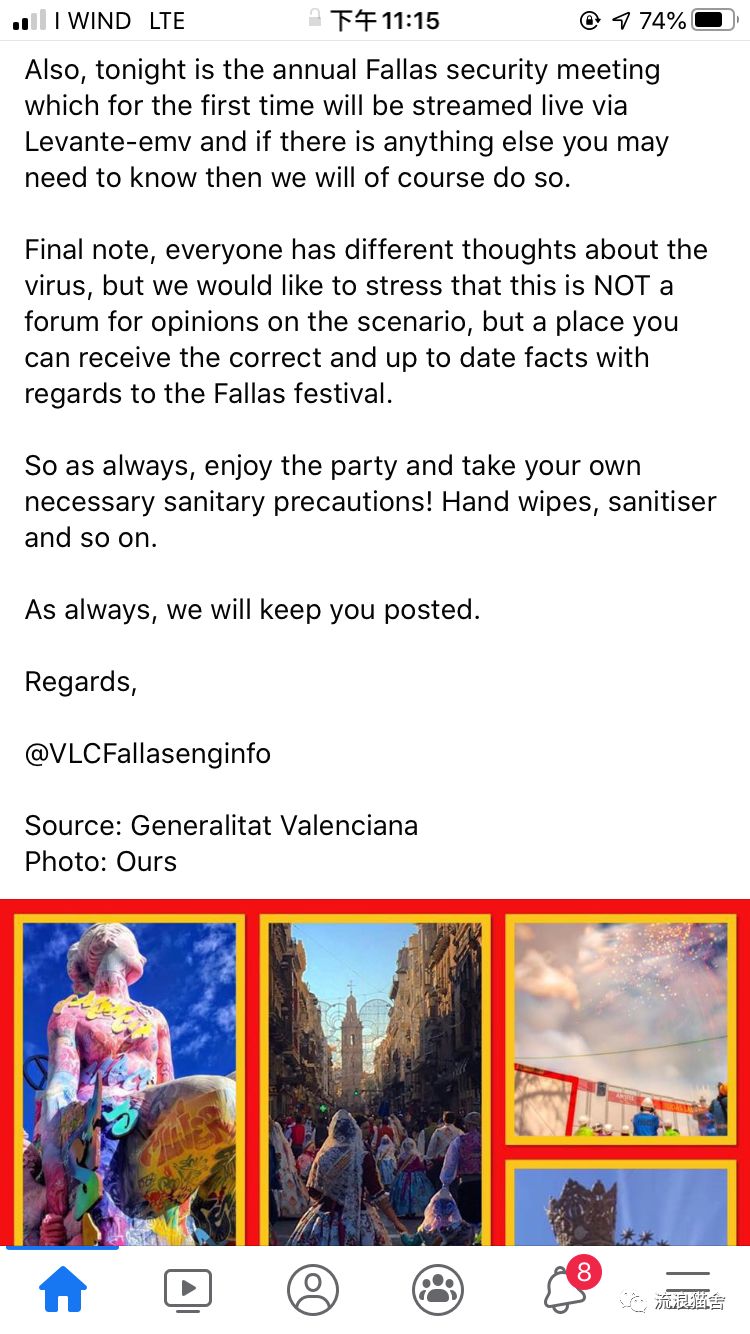 I WIND LTE 下午11:15 74%
Also, tonight is the annual Fallas security meeting
which for the first time will be streamed live via
Levante-emv and if there is anything else you may
need to know then we will of course do so.
Final note, everyone has different thoughts about the
virus, but we would like to stress that this is NOT a
forum for opinions on the scenario, but a place you
can receive the correct and up to date facts with
regards to the Fallas festival.
So as always, enjoy the party and take your own
necessary sanitary precautions! Hand wipes, sanitiser
and so on.
As always, we will keep you posted.
Regards,
@VLCFallasenginfo
Source: Generalitat Valenciana
Photo: Ours
8
流浪猫舍